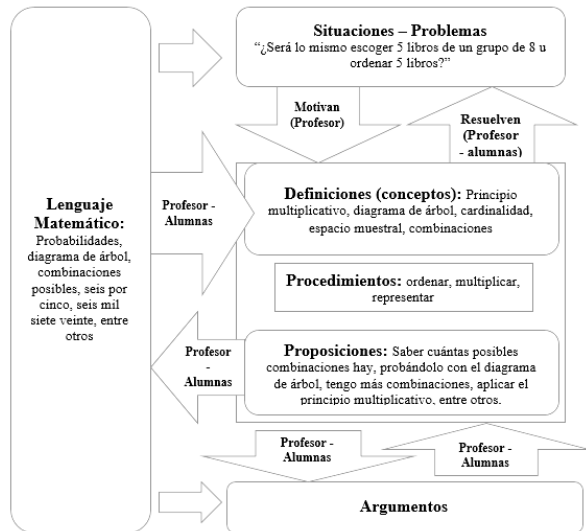 Situaciones – Problemas
“¿Será lo mismo escoger 5 libros de un grupo de 8 u
ordenar 5 libros?”
Motivan
(Profesor)
Resuelven
(Profesor
- alumnas)
Lenguaje
Matemático:
Probabilidades,
diagrama de árbol,
combinaciones
posibles, seis por
cinco, seis mil
siete veinte, entre
otros
Profesor -
Alumnas
Definiciones (conceptos): Principio
multiplicativo, diagrama de árbol, cardinalidad,
espacio muestral, combinaciones
Procedimientos: ordenar, multiplicar,
representar
Profesor
-
Alumnas
Proposiciones: Saber cuántas posibles
combinaciones hay, probándolo con el diagrama
de árbol, tengo más combinaciones, aplicar el
principio multiplicativo, entre otros.
Profesor -
Alumnas
Profesor -
Alumnas
Argumentos